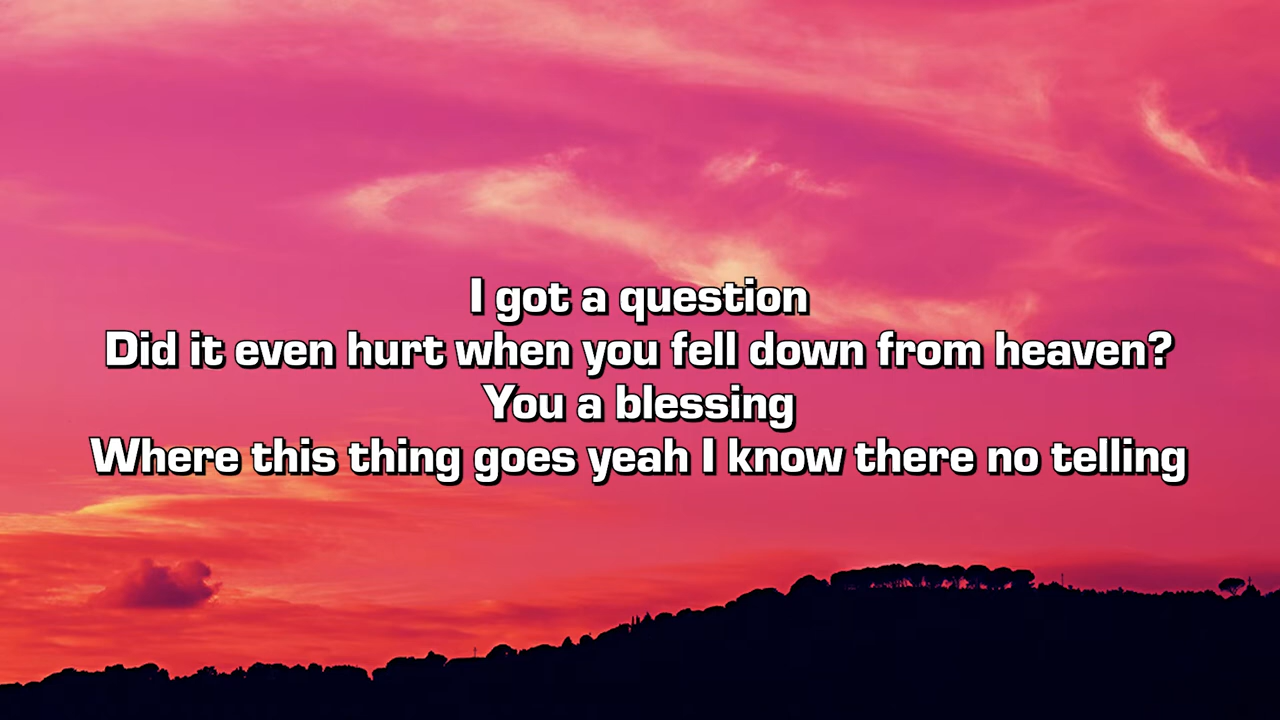 I got a question
Did it even hurt when you fell down from heaven?
You a blessing
Where this thing goes yeah I know there no telling